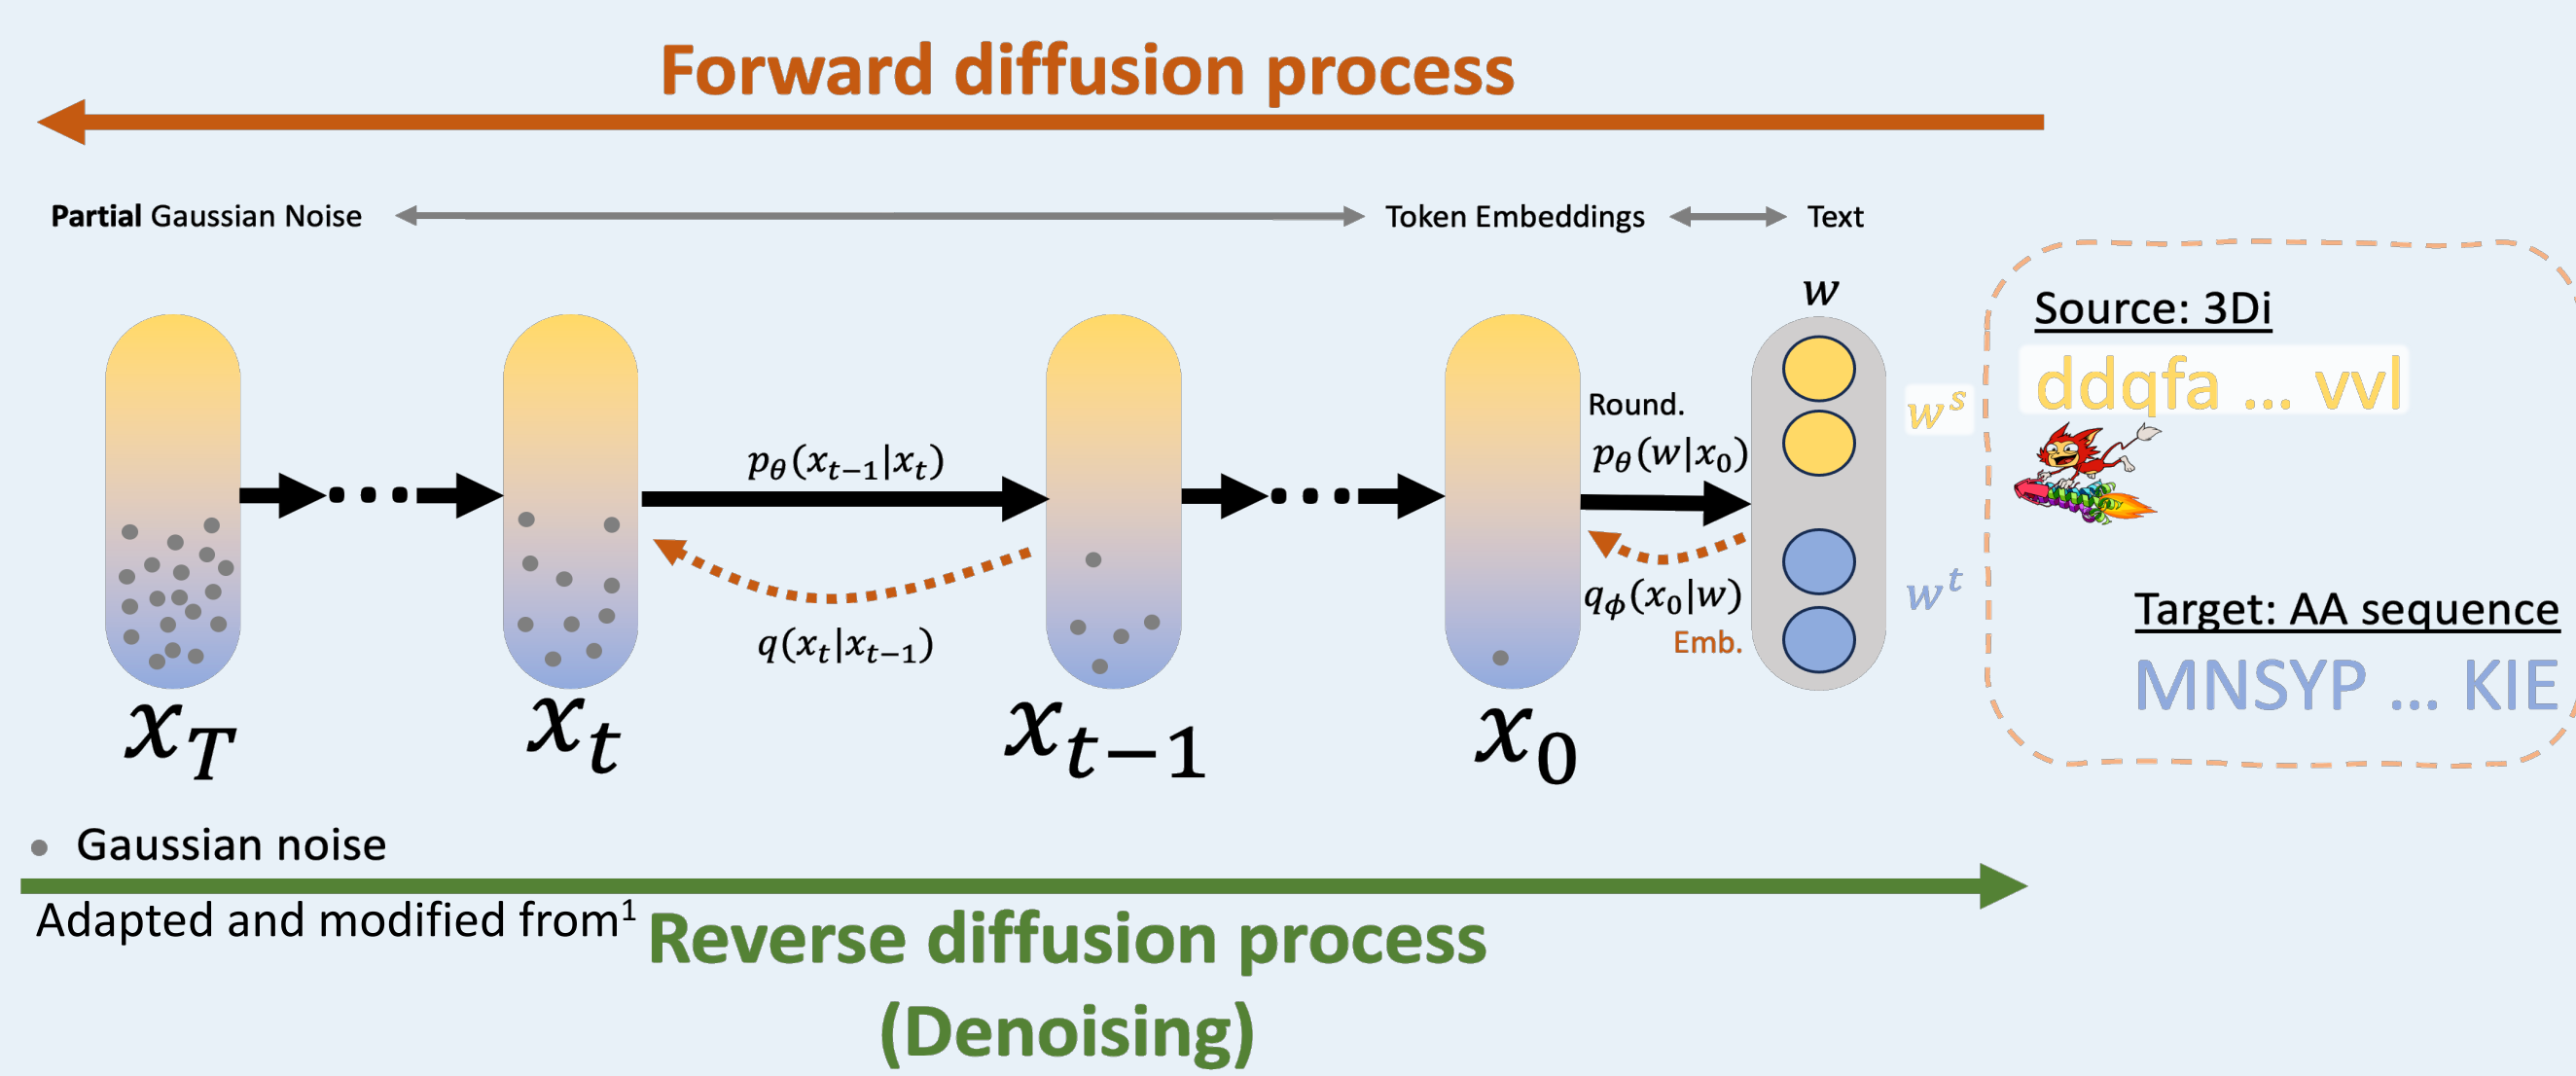 Forward diffusion process
Partial Gaussian Noise
Token Embeddings
Text
w
Source: 3Di
ddqfa ... vvl
Round.
pθ(xt−1|xt)
pθ(w|x0)
wˢ
q(xt|xt−1)
qϕ(x0|w)
Emb.
wᵗ
Target: AA sequence
MNSYP ... KIE
xT
xt
xt−1
x0
Gaussian noise
Adapted and modified from¹
Reverse diffusion process
(Denoising)